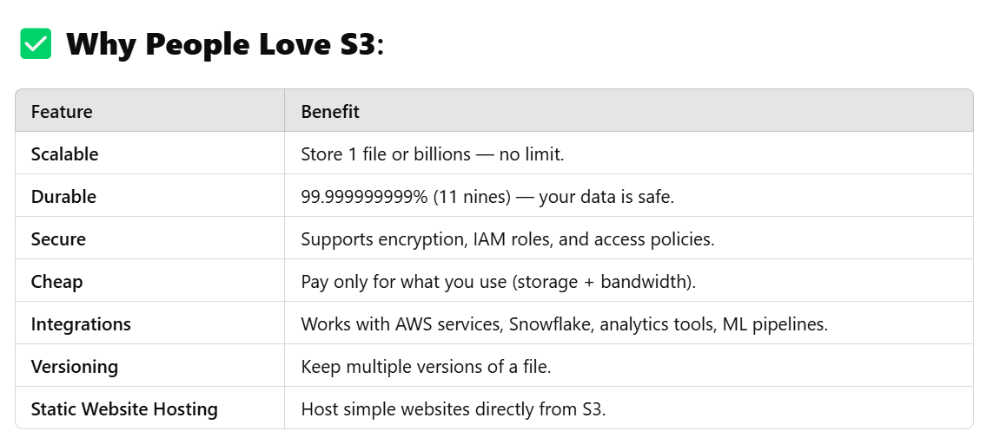 ✅ Why People Love S3:
Feature Benefit
Scalable Store 1 file or billions — no limit.
Durable 99.999999999% (11 nines) — your data is safe.
Secure Supports encryption, IAM roles, and access policies.
Cheap Pay only for what you use (storage + bandwidth).
Integrations Works with AWS services, Snowflake, analytics tools, ML pipelines.
Versioning Keep multiple versions of a file.
Static Website Hosting Host simple websites directly from S3.